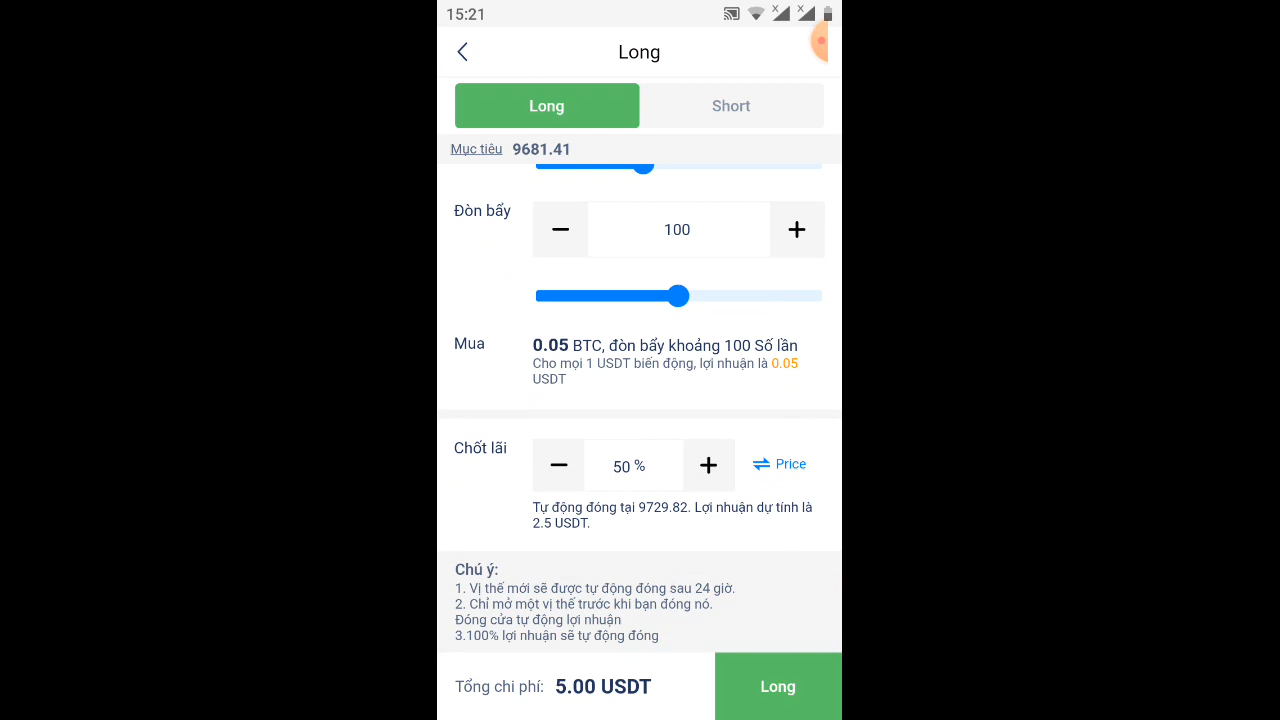 15:21
Long
Long Short
Mục tiêu 9681.41
Đòn bẩy
100
Mua
0.05 BTC, đòn bẩy khoảng 100 Số lần
Cho mọi 1 USDT biến động, lợi nhuận là 0.05
USDT
Chốt lãi
50 %
Price
Tự động đóng tại 9729.82. Lợi nhuận dự tính là
2.5 USDT.
Chú ý:
1. Vị thế mới sẽ được tự động đóng sau 24 giờ.
2. Chỉ mở một vị thế trước khi bạn đóng nó.
Đóng cửa tự động lợi nhuận
3.100% lợi nhuận sẽ tự động đóng
Tổng chi phí: 5.00 USDT
Long